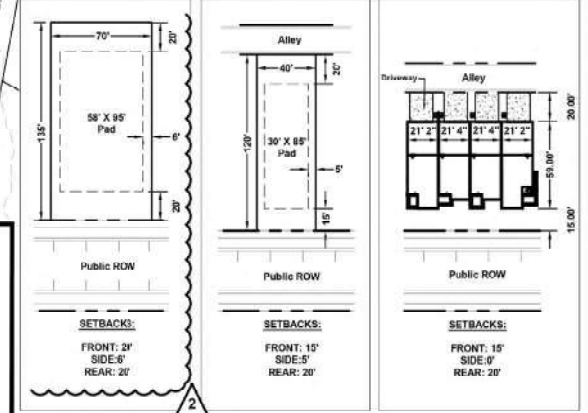 70'
20'
135'
58' X 95'
Pad
6'
20'
Public ROW
SETBACKS:
FRONT: 21'
SIDE:6'
REAR: 20'
2
Alley
40'
20'
120'
30' X 85'
Pad
5'
15'
Public ROW
SETBACKS:
FRONT: 15'
SIDE:5'
REAR: 20'
Driveway
Alley
20.00'
21' 2" 21' 4" 21' 4" 21' 2"
59.00'
15.00'
Public ROW
SETBACKS:
FRONT: 15'
SIDE:0'
REAR: 20'